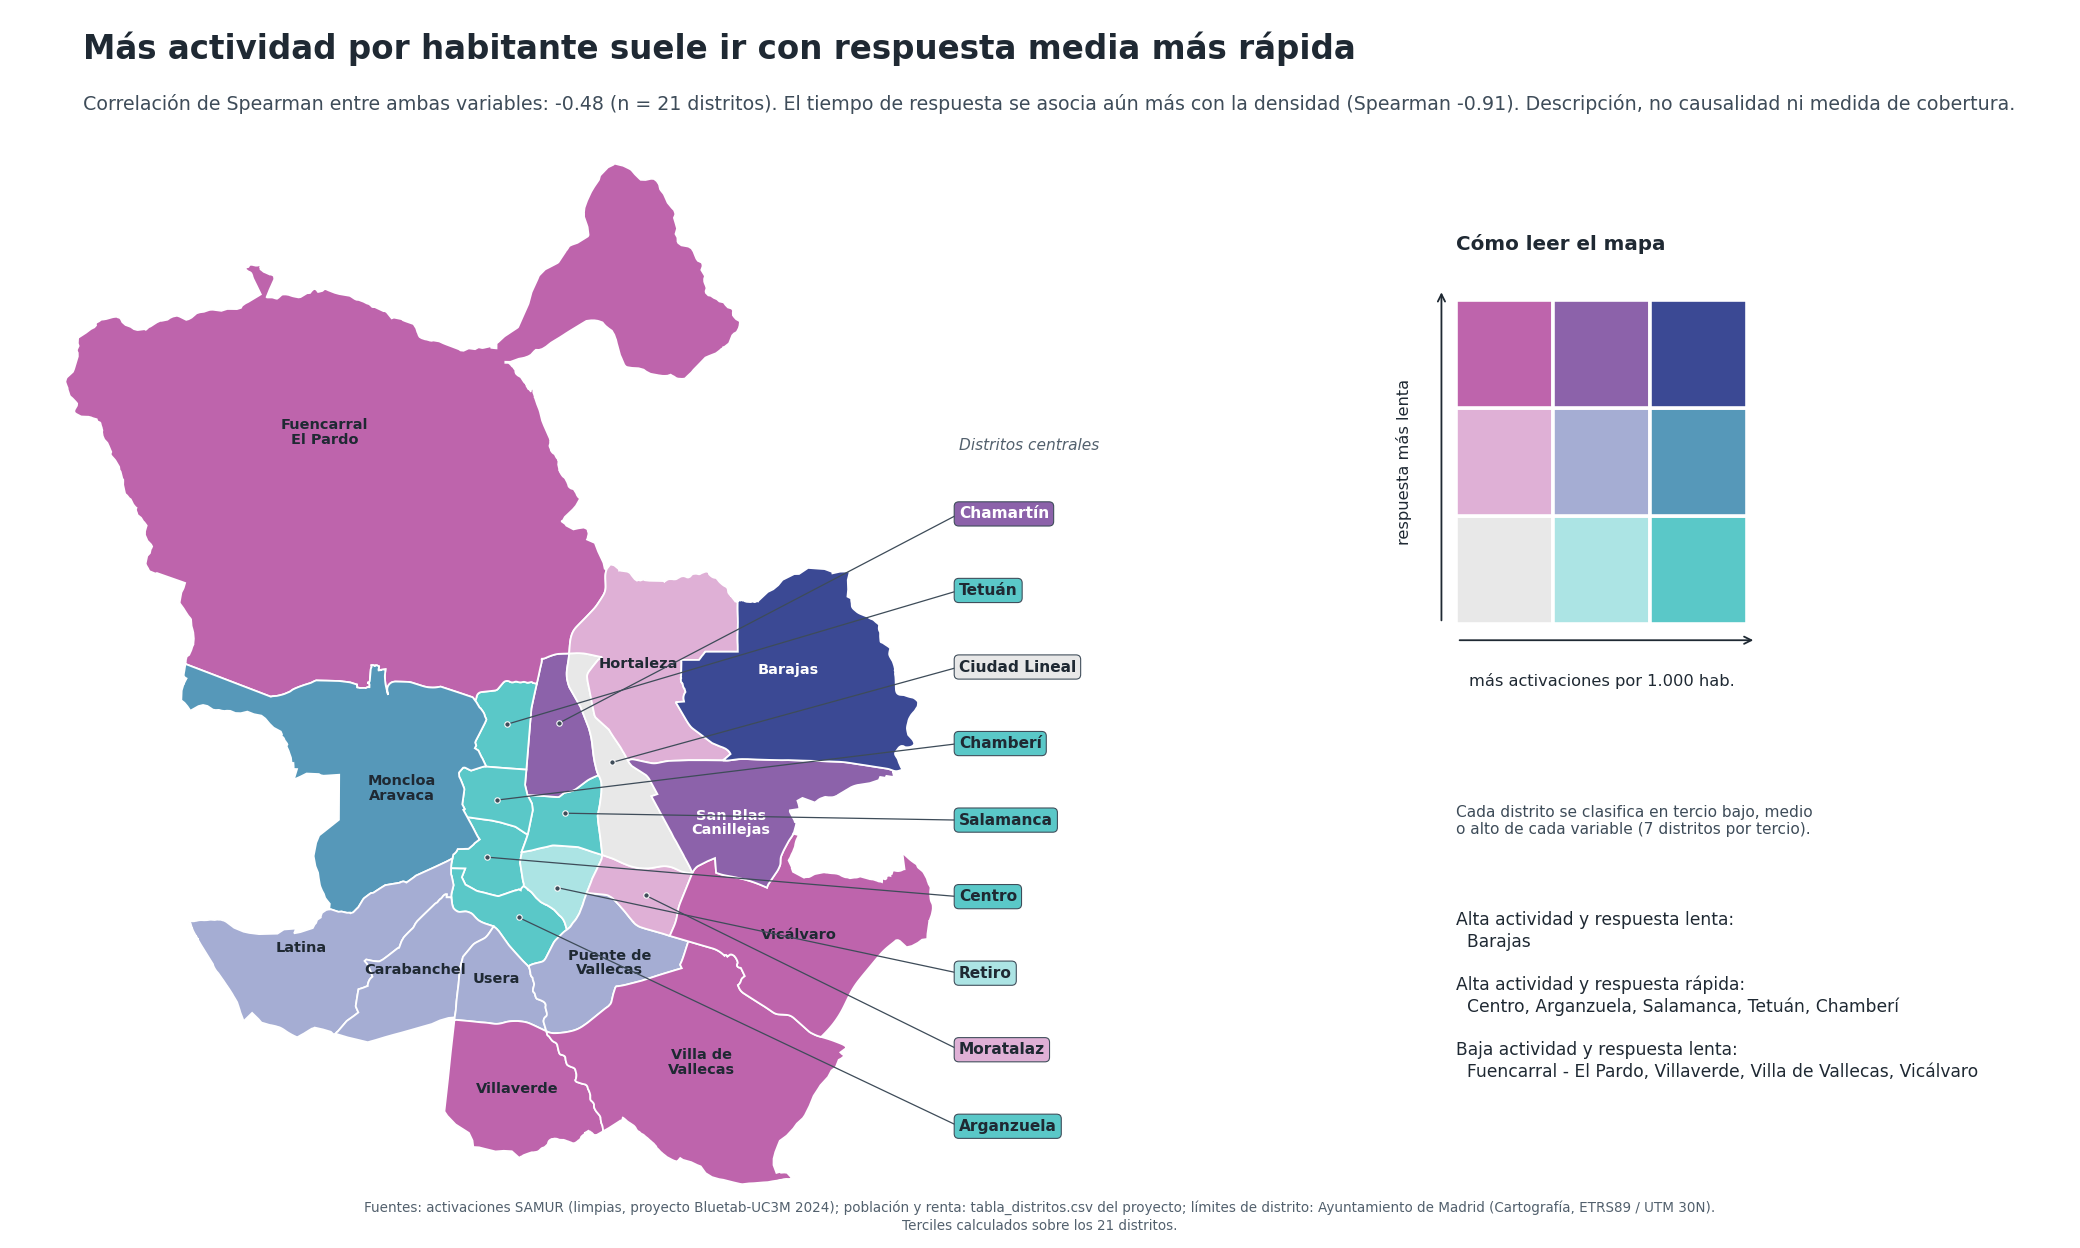 Más actividad por habitante suele ir con respuesta media más rápida
Correlación de Spearman entre ambas variables: -0.48 (n = 21 distritos). El tiempo de respuesta se asocia aún más con la densidad (Spearman -0.91). Descripción, no causalidad ni medida de cobertura.
Fuencarral
El Pardo
Hortaleza
Barajas
Moncloa
Aravaca
San Blas
Canillejas
Vicálvaro
Latina
Carabanchel
Usera
Puente de
Vallecas
Villa de
Vallecas
Villaverde
Distritos centrales
Chamartín
Tetuán
Ciudad Lineal
Chamberí
Salamanca
Centro
Retiro
Moratalaz
Arganzuela
Cómo leer el mapa
respuesta más lenta
más activaciones por 1.000 hab.
Cada distrito se clasifica en tercio bajo, medio
o alto de cada variable (7 distritos por tercio).
Alta actividad y respuesta lenta:
Barajas
Alta actividad y respuesta rápida:
Centro, Arganzuela, Salamanca, Tetuán, Chamberí
Baja actividad y respuesta lenta:
Fuencarral - El Pardo, Villaverde, Villa de Vallecas, Vicálvaro
Fuentes: activaciones SAMUR (limpias, proyecto Bluetab-UC3M 2024); población y renta: tabla_distritos.csv del proyecto; límites de distrito: Ayuntamiento de Madrid (Cartografía, ETRS89 / UTM 30N).
Terciles calculados sobre los 21 distritos.